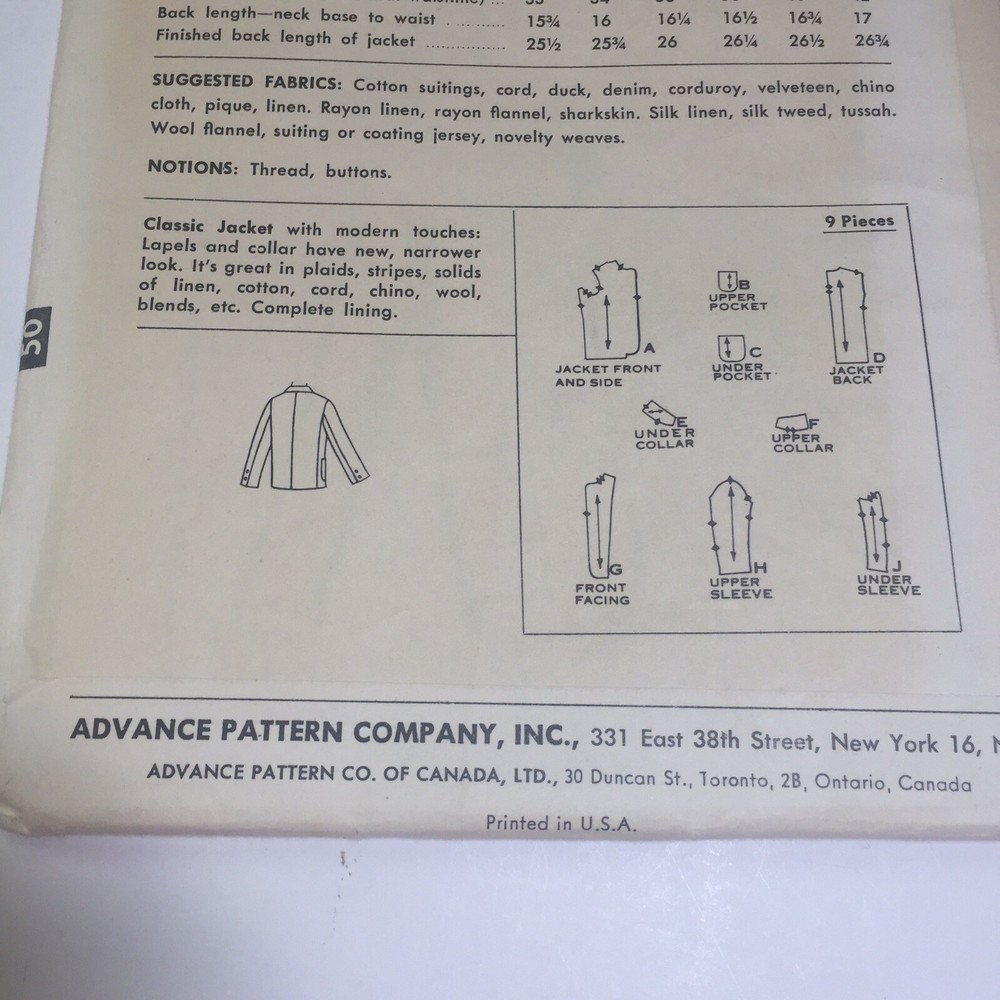 Back length—neck base to waist ........... 15¾ 16 16¼ 16½ 16¾ 17
Finished back length of jacket ............... 25½ 25¾ 26 26¼ 26½ 26¾
SUGGESTED FABRICS: Cotton suitings, cord, duck, denim, corduroy, velveteen, chino
cloth, pique, linen. Rayon linen, rayon flannel, sharkskin. Silk linen, silk tweed, tussah.
Wool flannel, suiting or coating jersey, novelty weaves.
NOTIONS: Thread, buttons.
Classic Jacket with modern touches:
Lapels and collar have new, narrower
look. It's great in plaids, stripes, solids
of linen, cotton, cord, chino, wool,
blends, etc. Complete lining.
50
9 Pieces
A
JACKET FRONT
AND SIDE
B
UPPER
POCKET
C
UNDER
POCKET
D
JACKET
BACK
E
UNDER
COLLAR
F
UPPER
COLLAR
G
FRONT
FACING
H
UPPER
SLEEVE
J
UNDER
SLEEVE
ADVANCE PATTERN COMPANY, INC., 331 East 38th Street, New York 16, N
ADVANCE PATTERN CO. OF CANADA, LTD., 30 Duncan St., Toronto, 2B, Ontario, Canada
Printed in U.S.A.